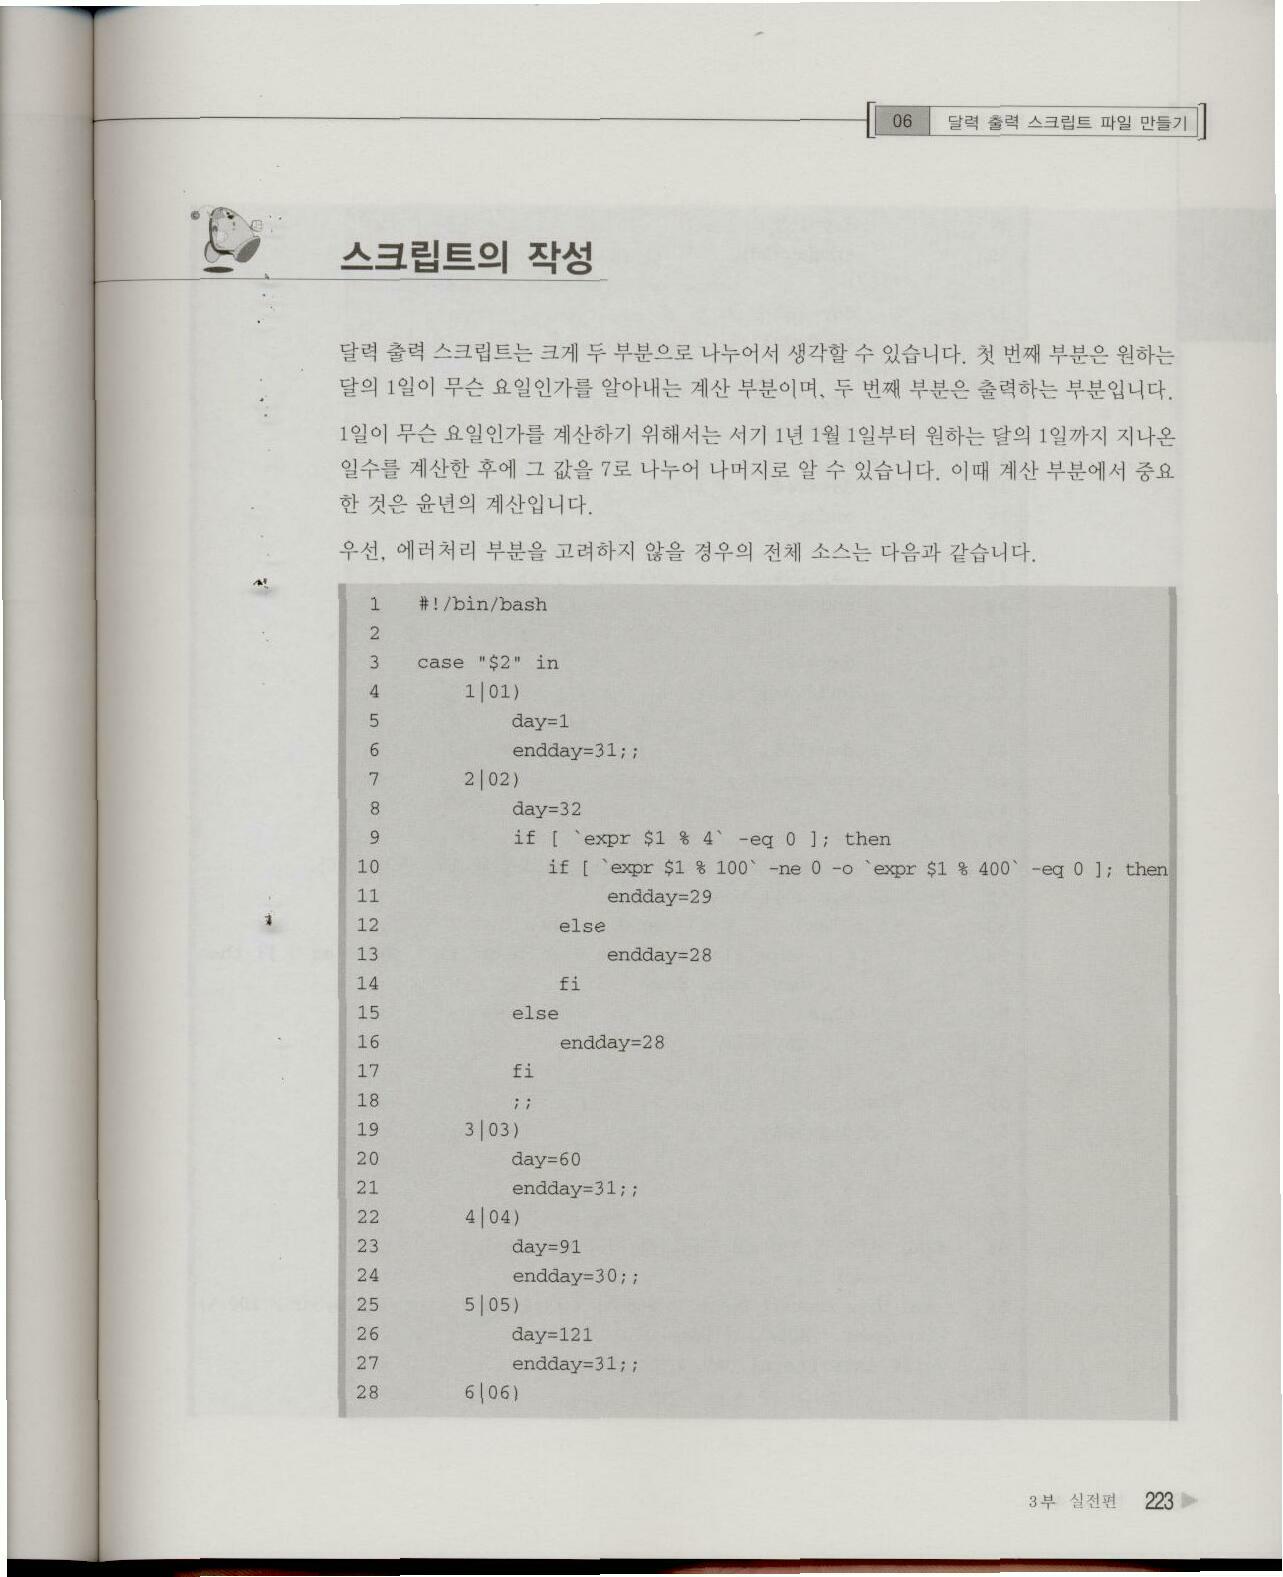 06 달력 출력 스크립트 파일 만들기
스크립트의 작성
달력 출력 스크립트는 크게 두 부분으로 나누어서 생각할 수 있습니다. 첫 번째 부분은 원하는
달의 1일이 무슨 요일인가를 알아내는 계산 부분이며, 두 번째 부분은 출력하는 부분입니다.
1일이 무슨 요일인가를 계산하기 위해서는 서기 1년 1월 1일부터 원하는 달의 1일까지 지나온
일수를 계산한 후에 그 값을 7로 나누어 나머지로 알 수 있습니다. 이때 계산 부분에서 중요
한 것은 윤년의 계산입니다.
우선, 에러처리 부분을 고려하지 않을 경우의 전체 소스는 다음과 같습니다.
1 #!/bin/bash
2
3 case "$2" in
4 1|01)
5 day=1
6 endday=31;;
7 2|02)
8 day=32
9 if [ `expr $1 % 4` -eq 0 ]; then
10 if [ `expr $1 % 100` -ne 0 -o `expr $1 % 400` -eq 0 ]; then
11 endday=29
12 else
13 endday=28
14 fi
15 else
16 endday=28
17 fi
18 ;;
19 3|03)
20 day=60
21 endday=31;;
22 4|04)
23 day=91
24 endday=30;;
25 5|05)
26 day=121
27 endday=31;;
28 6|06)
3부 실전편 223